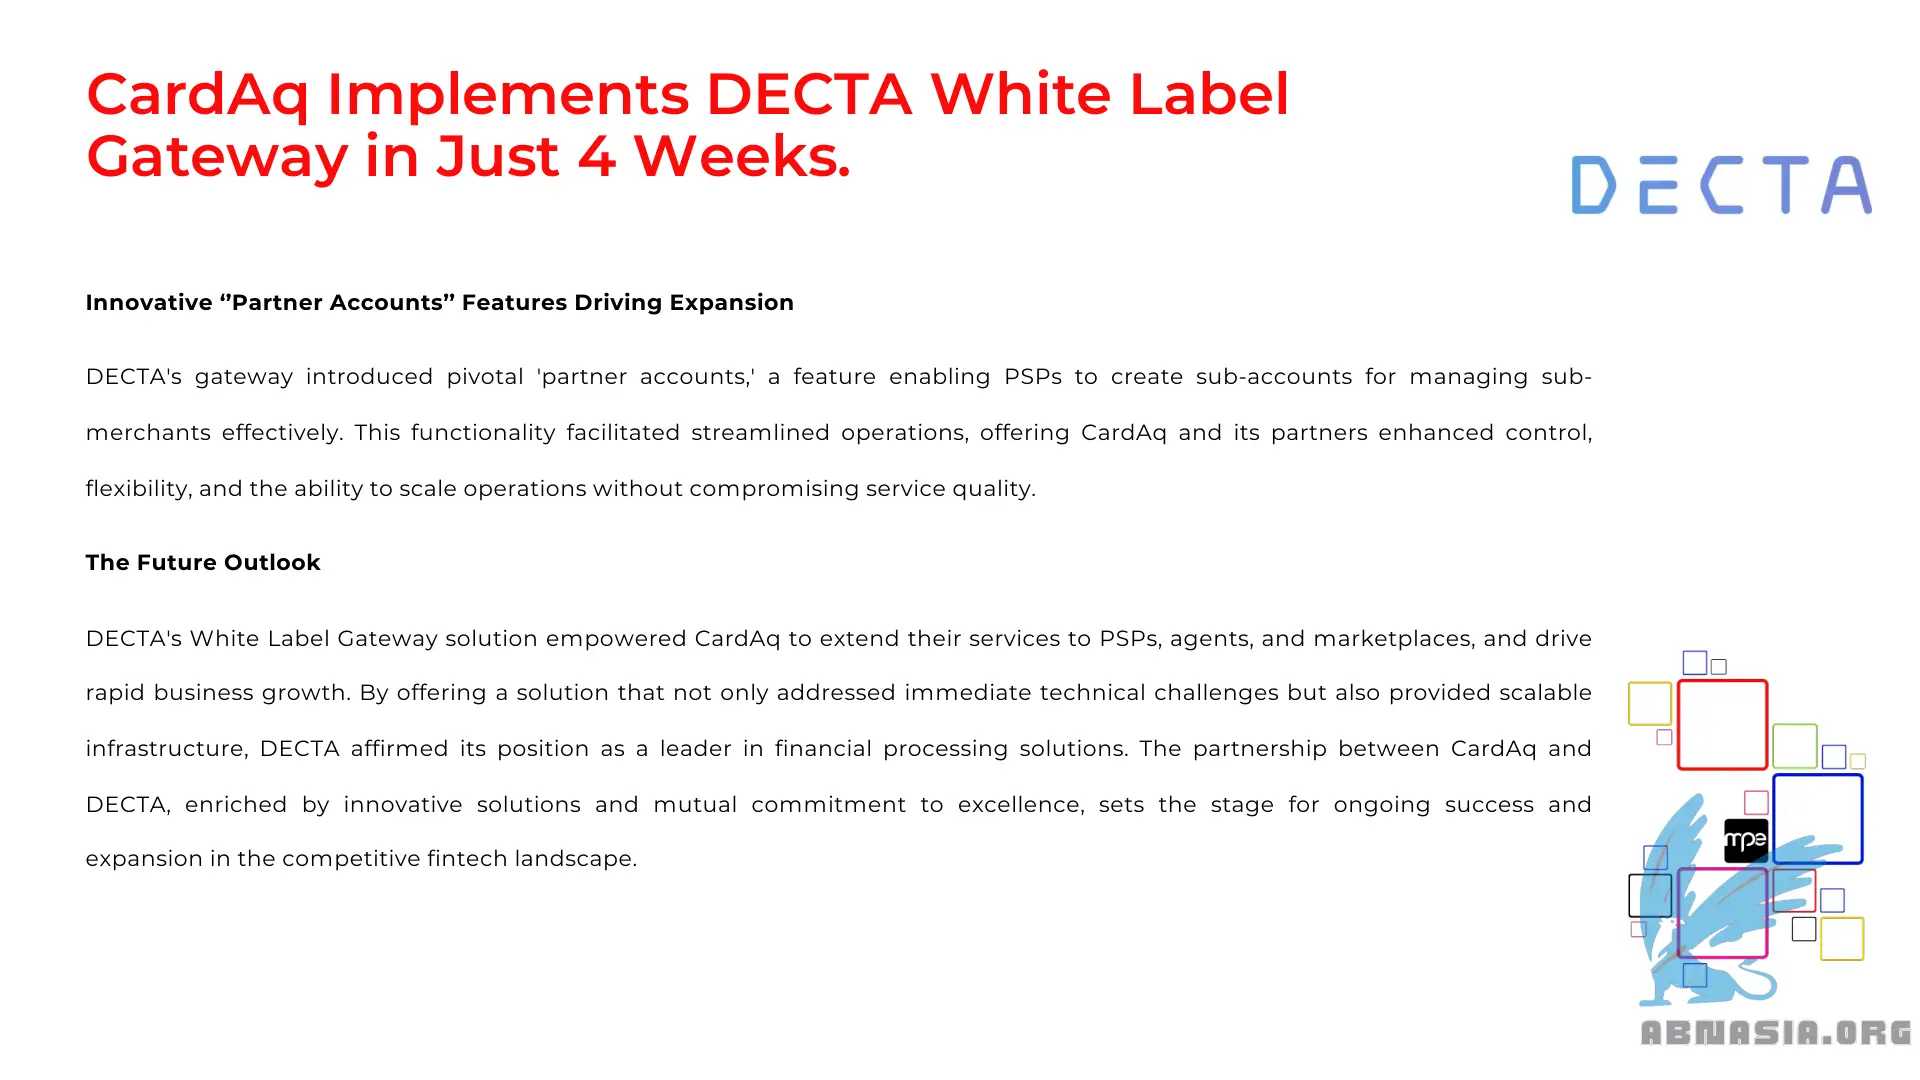 CardAq Implements DECTA White Label
Gateway in Just 4 Weeks.
DECTA
Innovative ‘’Partner Accounts’’ Features Driving Expansion
DECTA's gateway introduced pivotal 'partner accounts,' a feature enabling PSPs to create sub-accounts for managing sub-
merchants effectively. This functionality facilitated streamlined operations, offering CardAq and its partners enhanced control,
flexibility, and the ability to scale operations without compromising service quality.
The Future Outlook
DECTA's White Label Gateway solution empowered CardAq to extend their services to PSPs, agents, and marketplaces, and drive
rapid business growth. By offering a solution that not only addressed immediate technical challenges but also provided scalable
infrastructure, DECTA affirmed its position as a leader in financial processing solutions. The partnership between CardAq and
DECTA, enriched by innovative solutions and mutual commitment to excellence, sets the stage for ongoing success and
expansion in the competitive fintech landscape.
mpe
ABNASIA.ORG